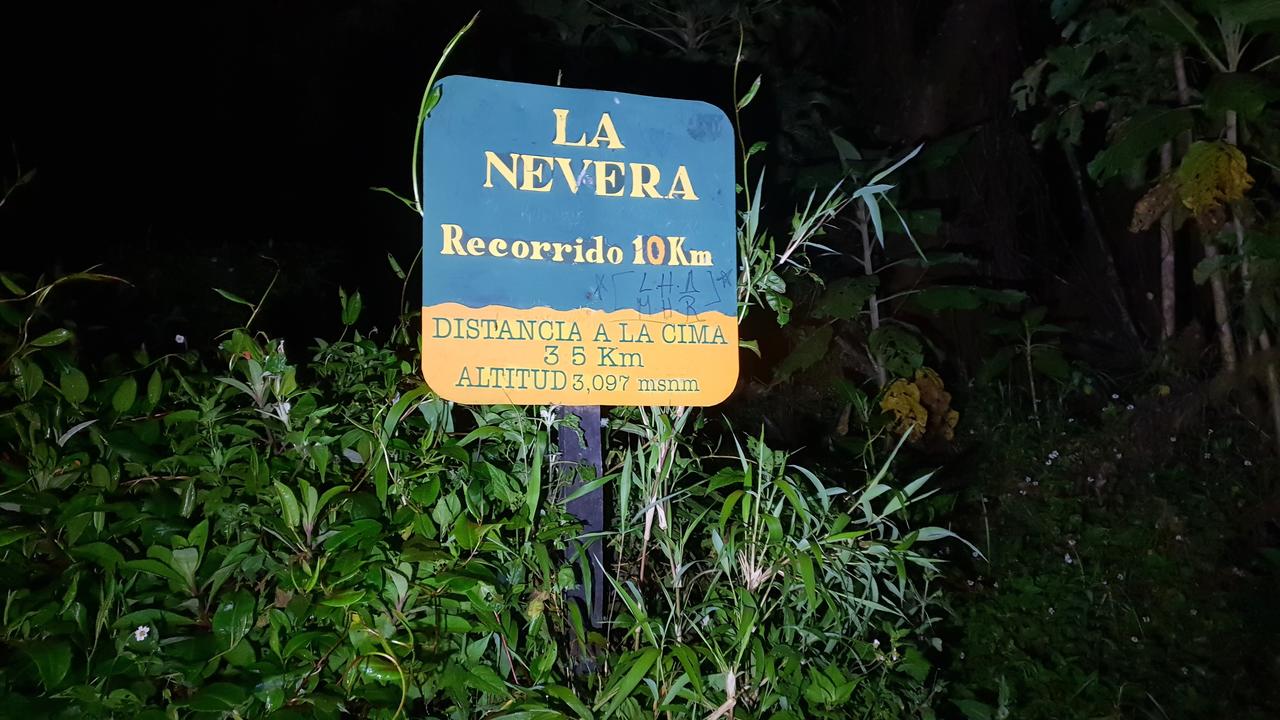 LA
NEVERA
Recorrido 10Km
L.H.A
M H R
DISTANCIA A LA CIMA
3 5 Km
ALTITUD 3,097 msnm